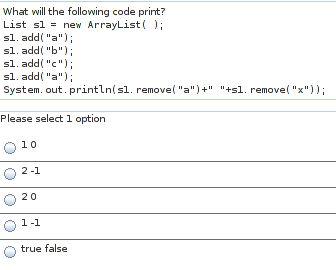 What will the following code print?
List s1 = new ArrayList( );
s1.add("a");
s1.add("b");
s1.add("c");
s1.add("a");
System.out.println(s1.remove("a")+" "+s1.remove("x"));
Please select 1 option
1 0
2 -1
2 0
1 -1
true false